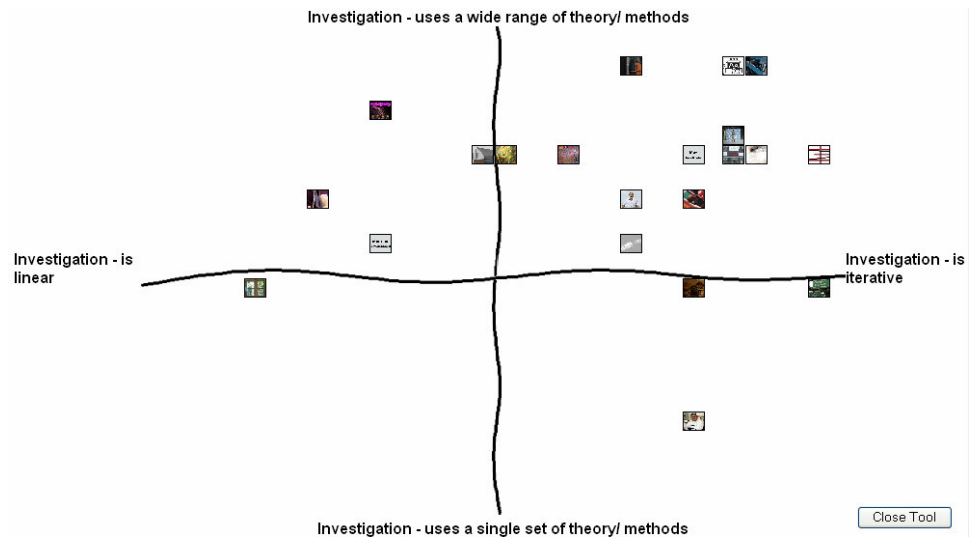 Investigation - uses a wide range of theory/ methods
Investigation - is
linear
Investigation - is
iterative
Investigation - uses a single set of theory/ methods
Close Tool